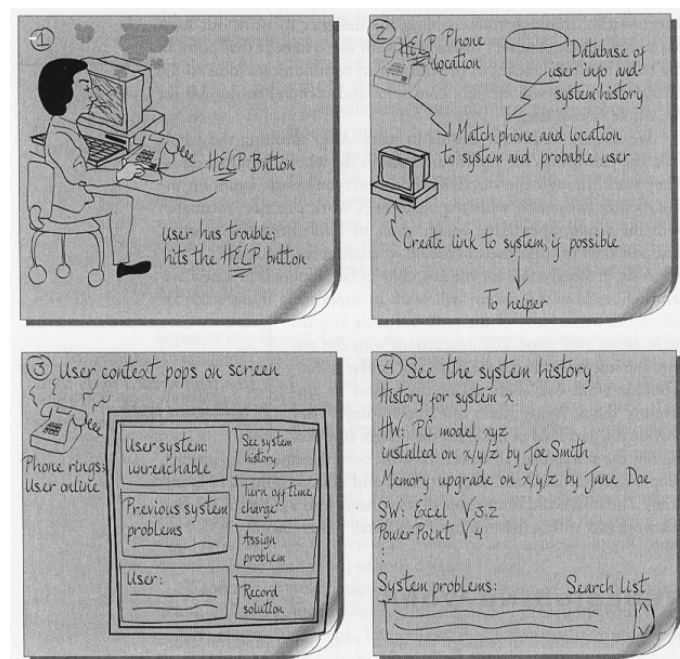 1
HELP Button
User has trouble;
hits the HELP button
2
HELP Phone
location
Database of
user info and
system history
Match phone and location
to system and probable user
Create link to system, if possible
To helper
3 User context pops on screen
Phone rings:
User online
User system:
unreachable
Previous system
problems
User:
See system
history
Turn off time
charge
Assign
problem
Record
solution
4 See the system history
History for system x
HW: PC model xyz
installed on x/y/z by Joe Smith
Memory upgrade on x/y/z by Jane Doe
SW: Excel V3.2
PowerPoint V4
:
System problems: Search list